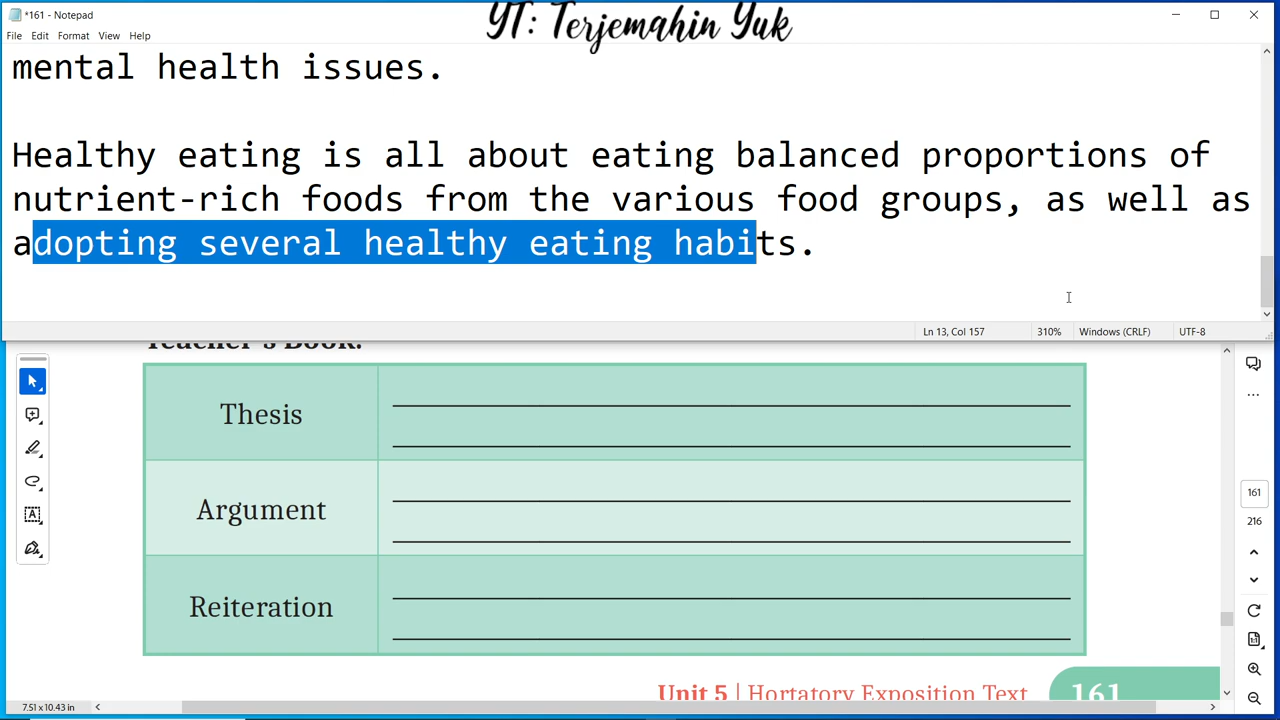 *161 - Notepad
YT: Terjemahin Yuk
File Edit Format View Help
mental health issues.
Healthy eating is all about eating balanced proportions of
nutrient-rich foods from the various food groups, as well as
adopting several healthy eating habits.
Ln 13, Col 157 310% Windows (CRLF) UTF-8
Teacher's Book.
Thesis
Argument
Reiteration
161
216
Unit 5 | Hortatory Exposition Text 161
7.51 x 10.43 in